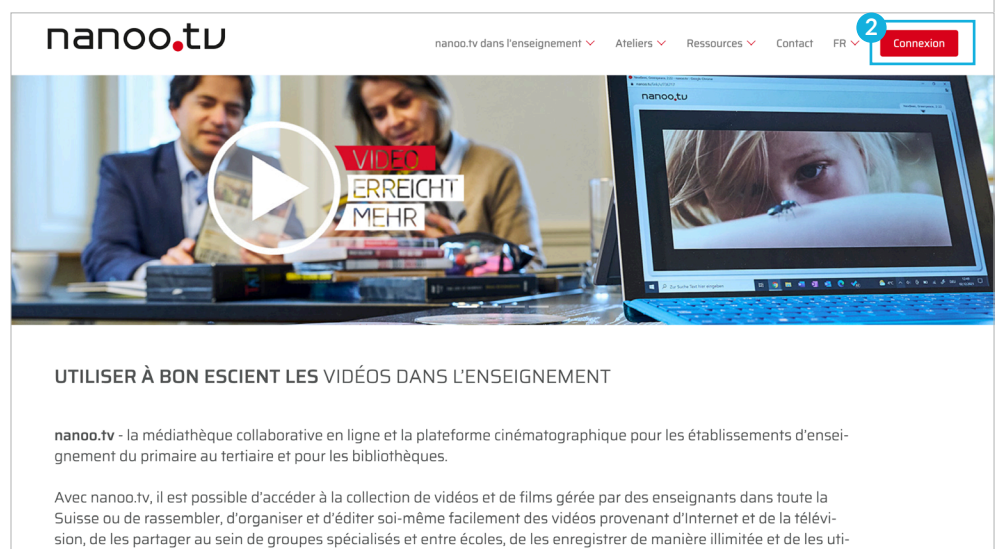 nanoo.tv
nanoo.tv dans l'enseignement Ateliers Ressources Contact FR 2 Connexion
nanoo.tv
VIDEO
ERREICHT
MEHR
Zur Suche Text hier eingeben
UTILISER À BON ESCIENT LES VIDÉOS DANS L'ENSEIGNEMENT
nanoo.tv - la médiathèque collaborative en ligne et la plateforme cinématographique pour les établissements d'ensei-
gnement du primaire au tertiaire et pour les bibliothèques.
Avec nanoo.tv, il est possible d'accéder à la collection de vidéos et de films gérée par des enseignants dans toute la
Suisse ou de rassembler, d'organiser et d'éditer soi-même facilement des vidéos provenant d'Internet et de la télévi-
sion, de les partager au sein de groupes spécialisés et entre écoles, de les enregistrer de manière illimitée et de les uti-